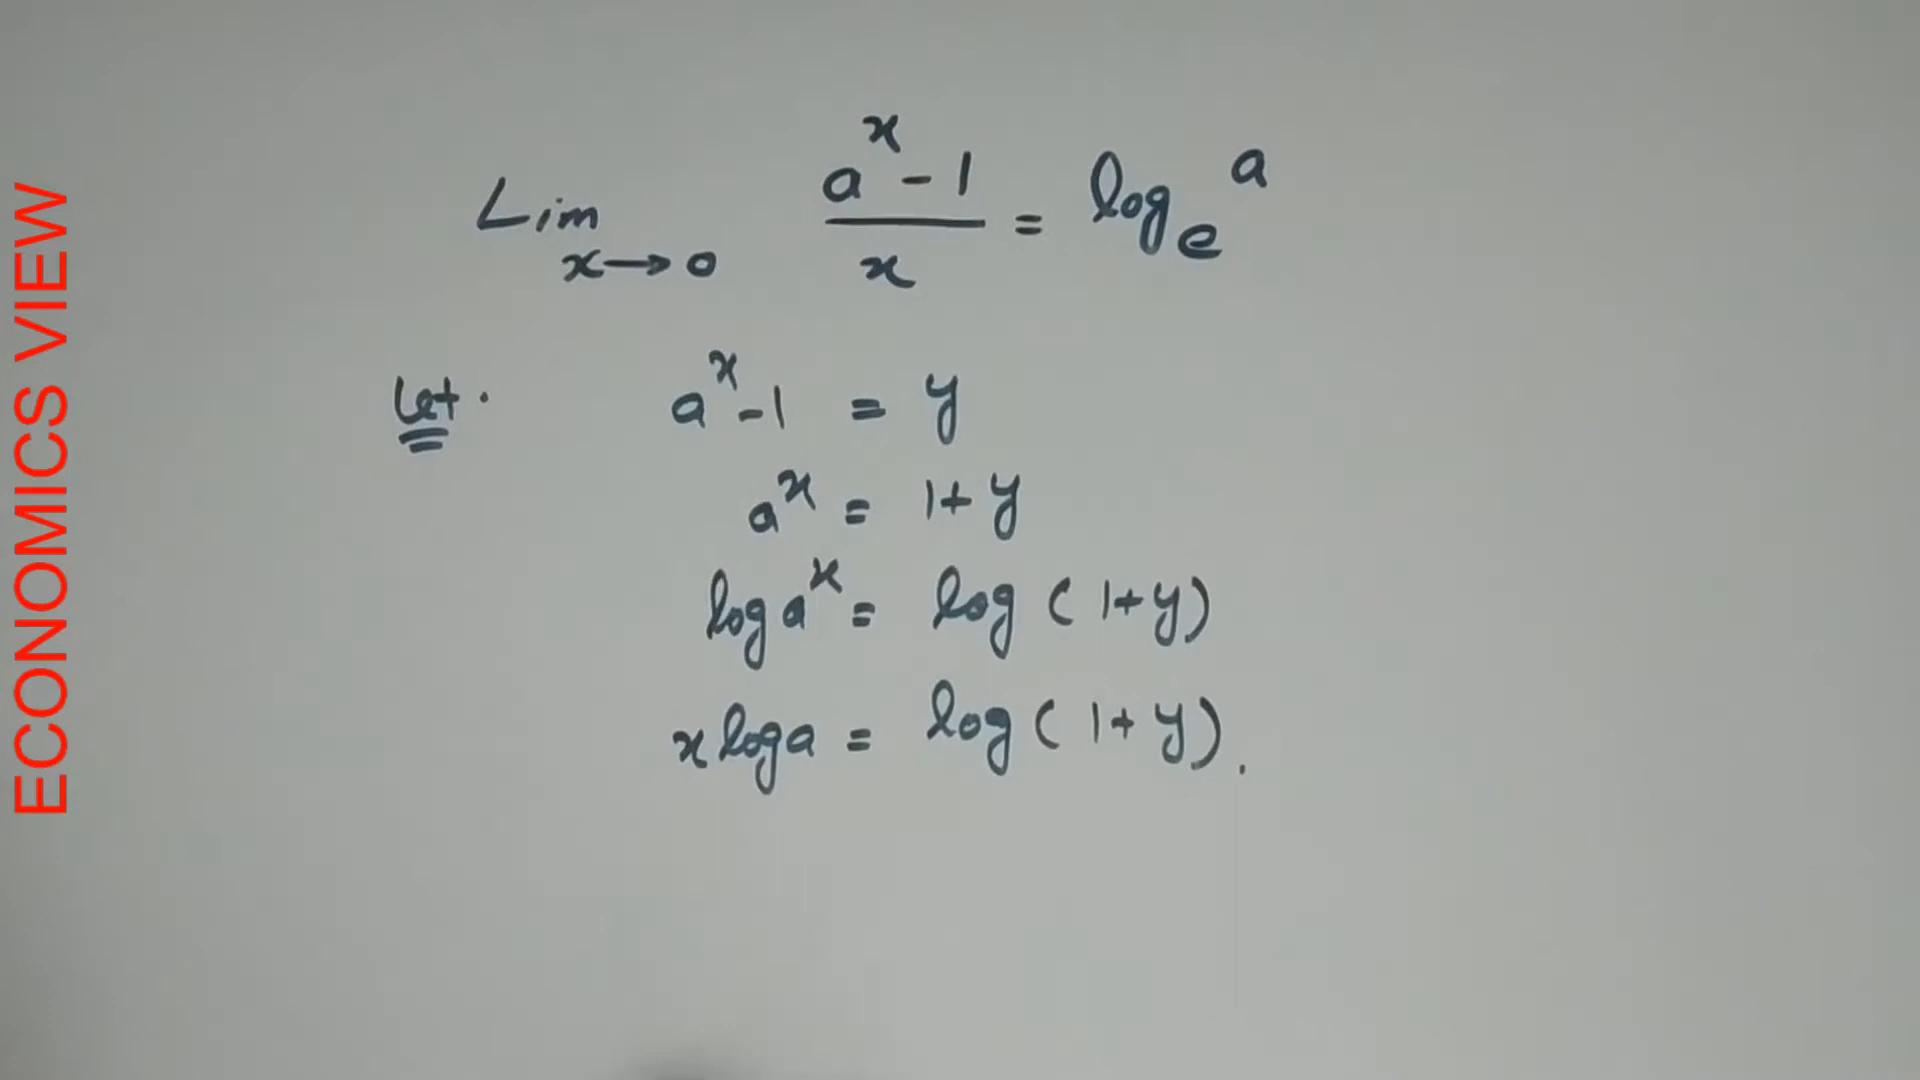 ECONOMICS VIEW
Lim x→0 (a^x - 1)/x = log_e a
Let. a^x - 1 = y
a^x = 1 + y
log a^x = log (1 + y)
x log a = log (1 + y).